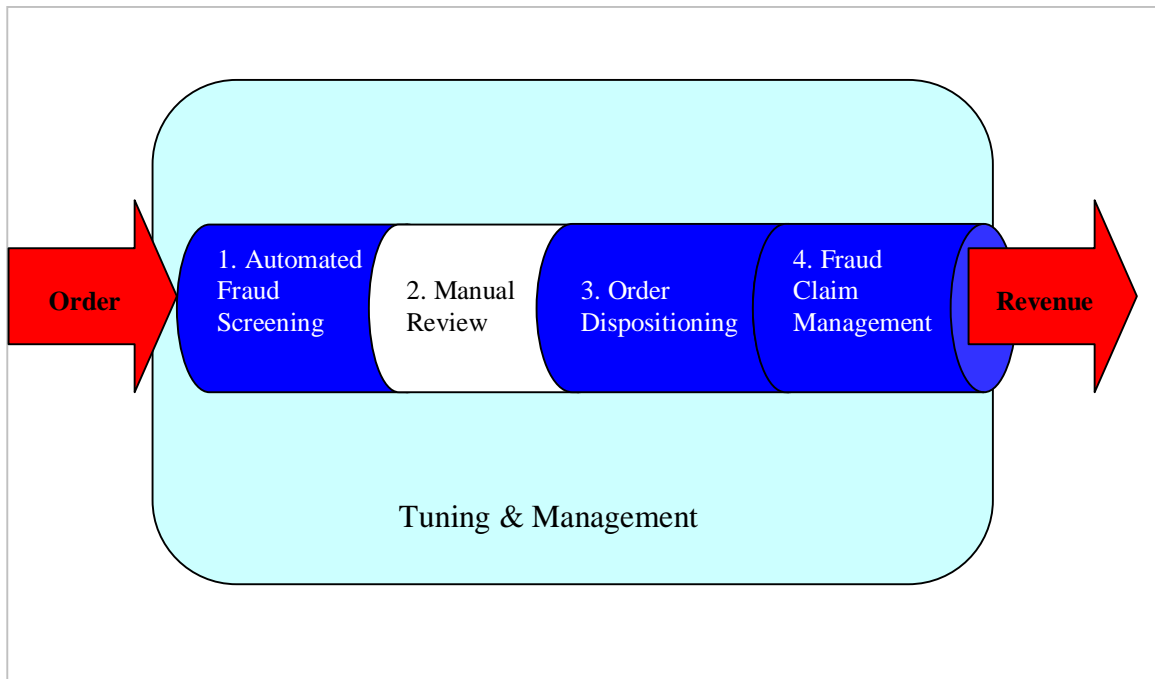 Order
1. Automated
Fraud
Screening
2. Manual
Review
3. Order
Dispositioning
4. Fraud
Claim
Management
Revenue
Tuning & Management